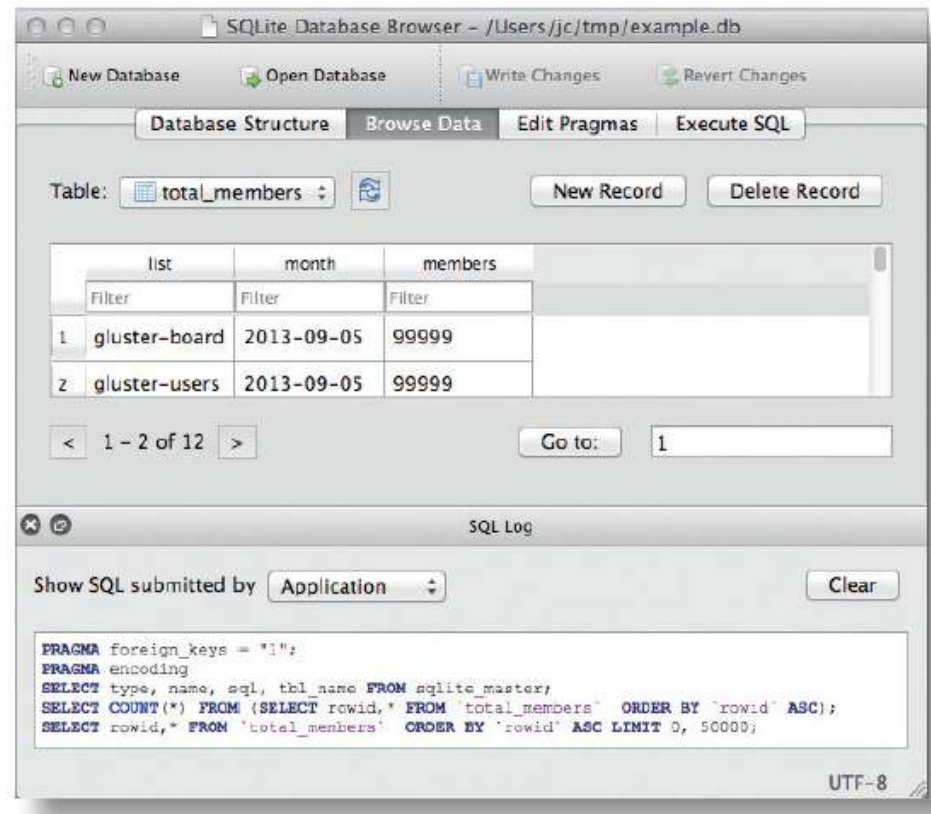 SQLite Database Browser - /Users/jc/tmp/example.db
New Database Open Database Write Changes Revert Changes
Database Structure Browse Data Edit Pragmas Execute SQL
Table: total_members New Record Delete Record
list month members
Filter Filter Filter
1 gluster-board 2013-09-05 99999
2 gluster-users 2013-09-05 99999
< 1 - 2 of 12 > Go to: 1
SQL Log
Show SQL submitted by Application Clear
PRAGMA foreign_keys = "1";
PRAGMA encoding
SELECT type, name, sql, tbl_name FROM sqlite_master;
SELECT COUNT(*) FROM (SELECT rowid,* FROM `total_members` ORDER BY `rowid` ASC);
SELECT rowid,* FROM `total_members` ORDER BY `rowid` ASC LIMIT 0, 50000;
UTF-8